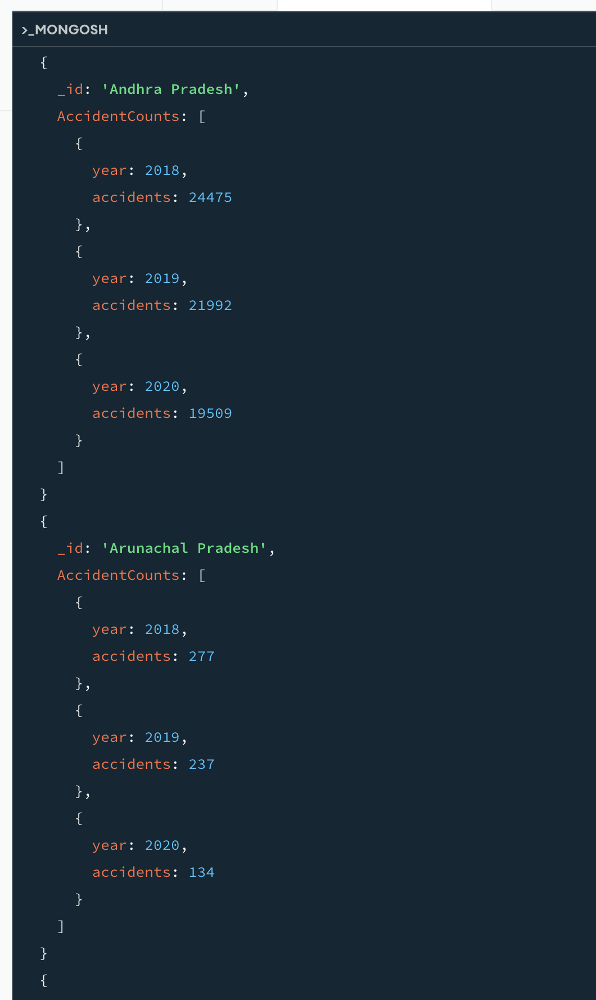 >_MONGOSH
{
_id: 'Andhra Pradesh',
AccidentCounts: [
{
year: 2018,
accidents: 24475
},
{
year: 2019,
accidents: 21992
},
{
year: 2020,
accidents: 19509
}
]
}
{
_id: 'Arunachal Pradesh',
AccidentCounts: [
{
year: 2018,
accidents: 277
},
{
year: 2019,
accidents: 237
},
{
year: 2020,
accidents: 134
}
]
}
{